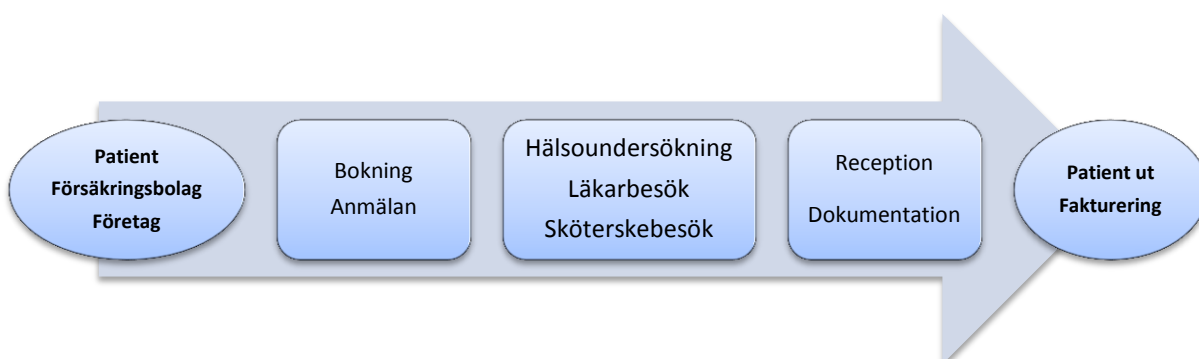 Patient
Försäkringsbolag
Företag
Bokning
Anmälan
Hälsoundersökning
Läkarbesök
Sköterskebesök
Reception
Dokumentation
Patient ut
Fakturering